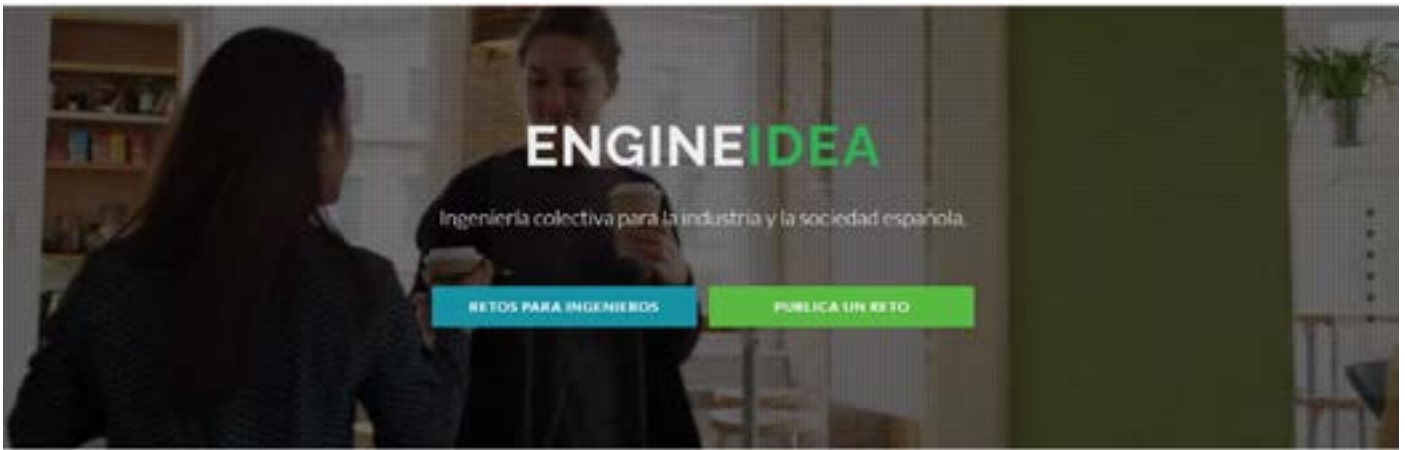 ENGINEIDEA
Ingeniería colectiva para la industria y la sociedad española.
RETOS PARA INGENIEROS
PUBLICA UN RETO